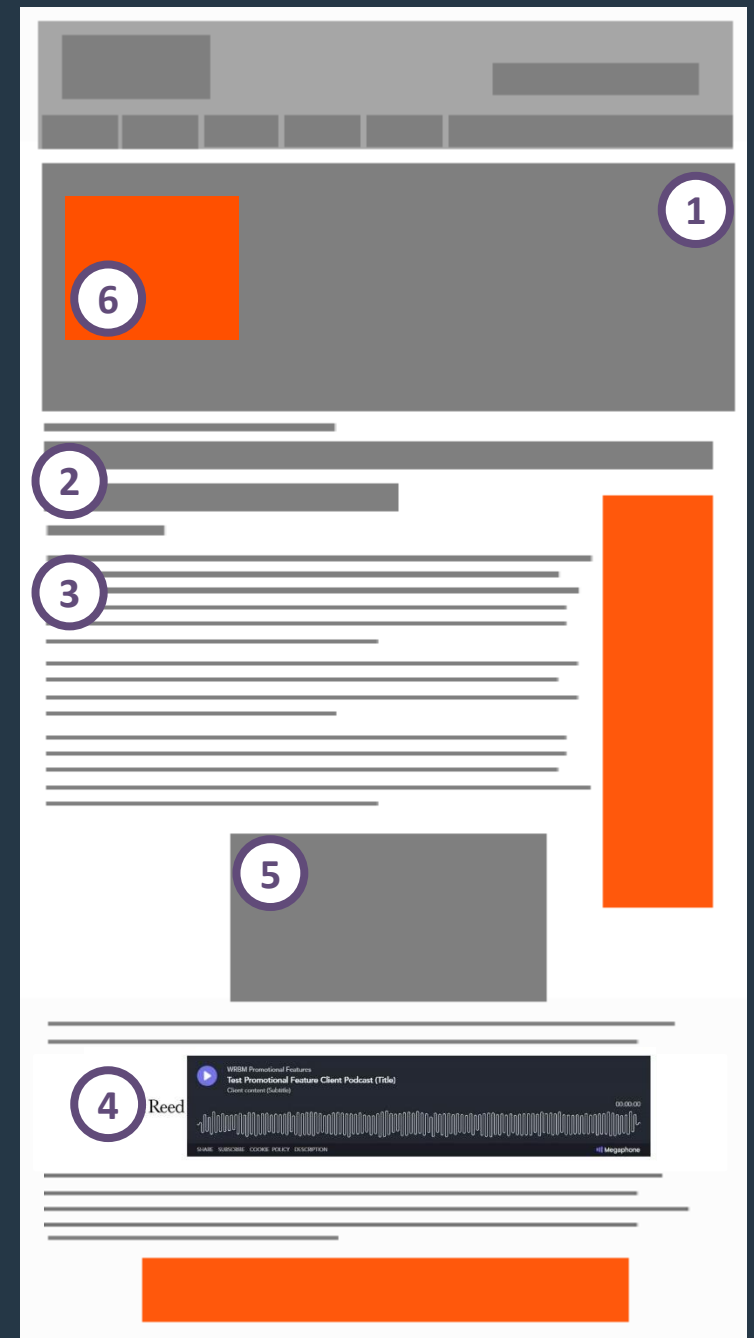 1
6
2
3
5
4
Reed
WRBM Promotional Features
Test Promotional Feature Client Podcast (Title)
Client content (Subtitle)
00:00:00
SHARE SUBSCRIBE COOKIE POLICY DESCRIPTION
Megaphone